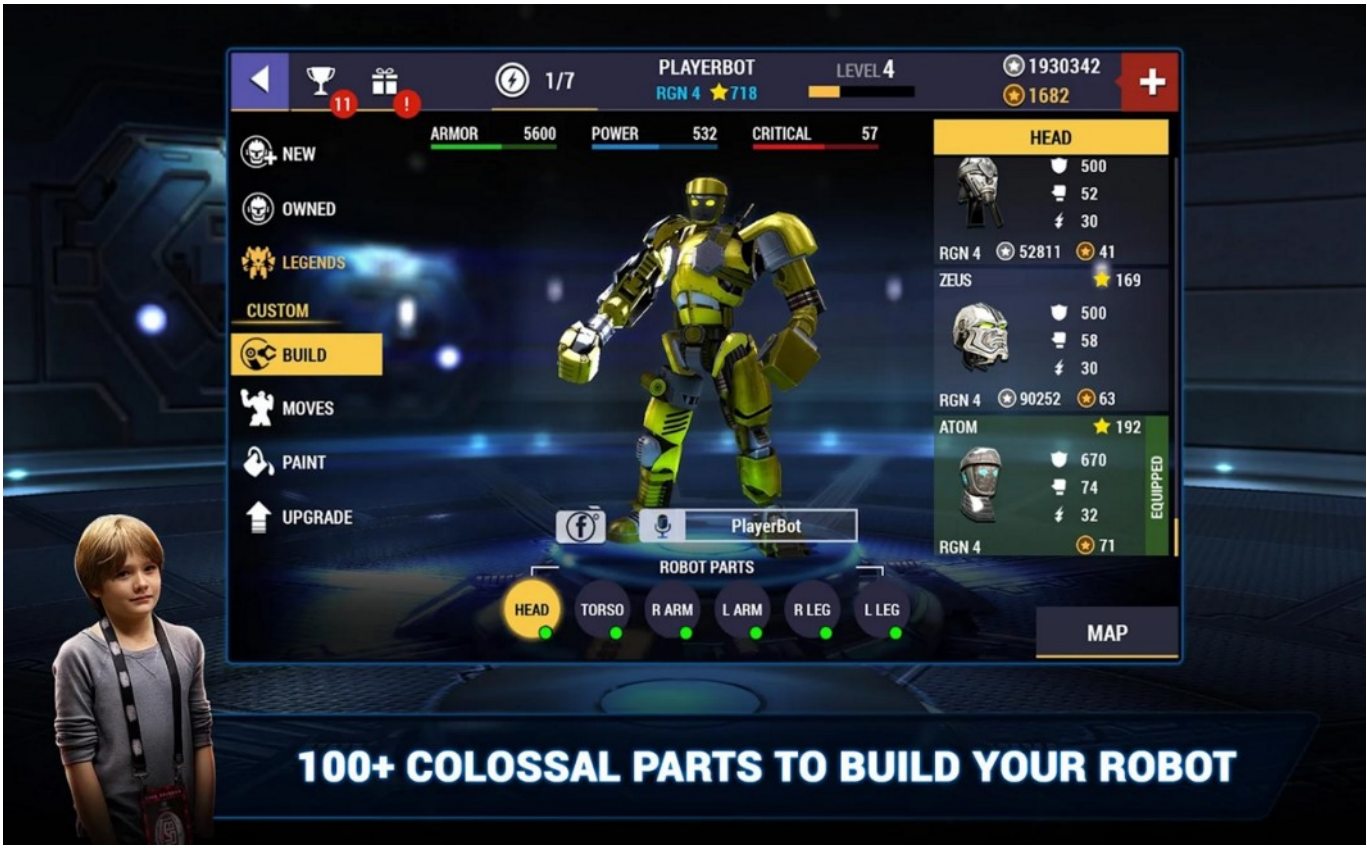 PLAYERBOT
LEVEL 4
1930342
11
!
1/7
RGN 4 718
1682
ARMOR 5600
POWER 532
CRITICAL 57
NEW
OWNED
LEGENDS
CUSTOM
BUILD
MOVES
PAINT
UPGRADE
HEAD
500
52
30
RGN 4 52811 41
ZEUS 169
500
58
30
RGN 4 90252 63
ATOM 192
670
74
32
EQUIPPED
RGN 4 71
f
PlayerBot
ROBOT PARTS
HEAD TORSO R ARM L ARM R LEG L LEG
MAP
100+ COLOSSAL PARTS TO BUILD YOUR ROBOT